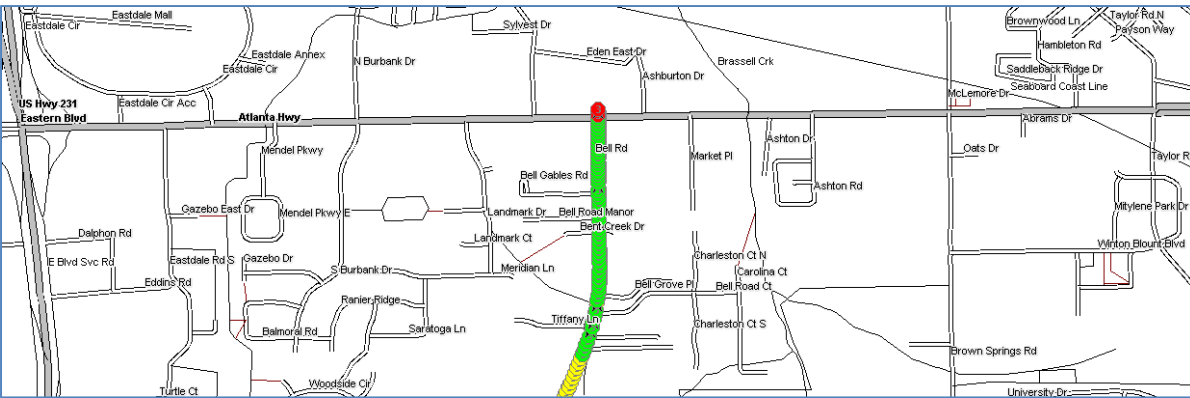 Eastdale Mall
Eastdale Cir
Sylvest Dr
Brownwood Ln
Taylor Rd N
Payson Way
Eastdale Annex
Eden East Dr
Hambleton Rd
N Burbank Dr
Brassell Crk
Eastdale Cir
Ashburton Dr
Saddleback Ridge Dr
Seaboard Coast Line
McLemore Dr
US Hwy 231
Eastern Blvd
Eastdale Cir Acc
Atlanta Hwy
Abrams Dr
Mendel Pkwy
Bell Rd
Market Pl
Ashton Dr
Oats Dr
Taylor R
Bell Gables Rd
Ashton Rd
Gazebo East Dr
Mendel Pkwy E
Landmark Dr
Bell Road Manor
Mitylene Park Dr
Bent Creek Dr
Dalphon Rd
Landmark Ct
Winton Blount Blvd
E Blvd Svc Rd
Eastdale Rd S
Gazebo Dr
Charleston Ct N
Meridian Ln
S Burbank Dr
Carolina Ct
Eddins Rd
Bell Grove Pl
Bell Road Ct
Ranier Ridge
Tiffany Ln
Charleston Ct S
Balmoral Rd
Saratoga Ln
Brown Springs Rd
Woodside Cir
Turtle Ct
University Dr